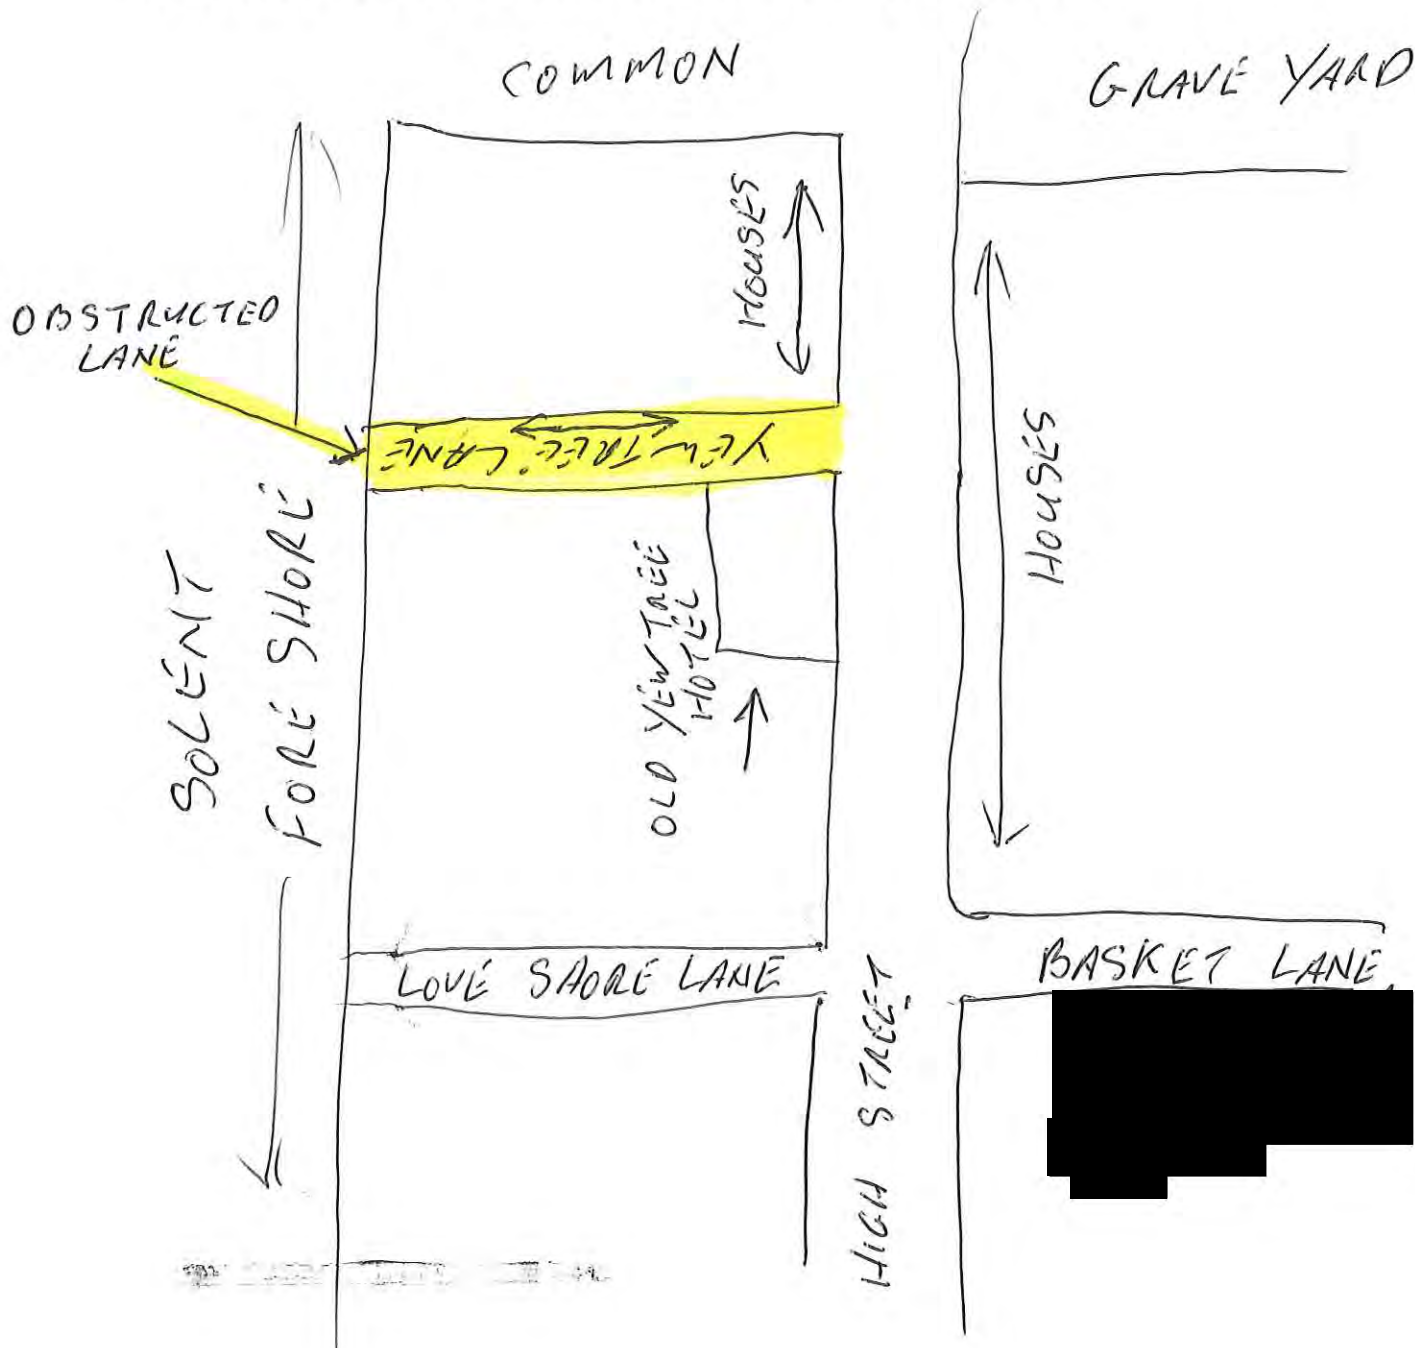 COMMON
GRAVE YARD
HOUSES
OBSTRUCTED
LANE
YEW TREE LANE
HOUSES
SOLENT
FORE SHORE
OLD YEW TREE
HOTEL
LOVE SHORE LANE
BASKET LANE
HIGH STREET